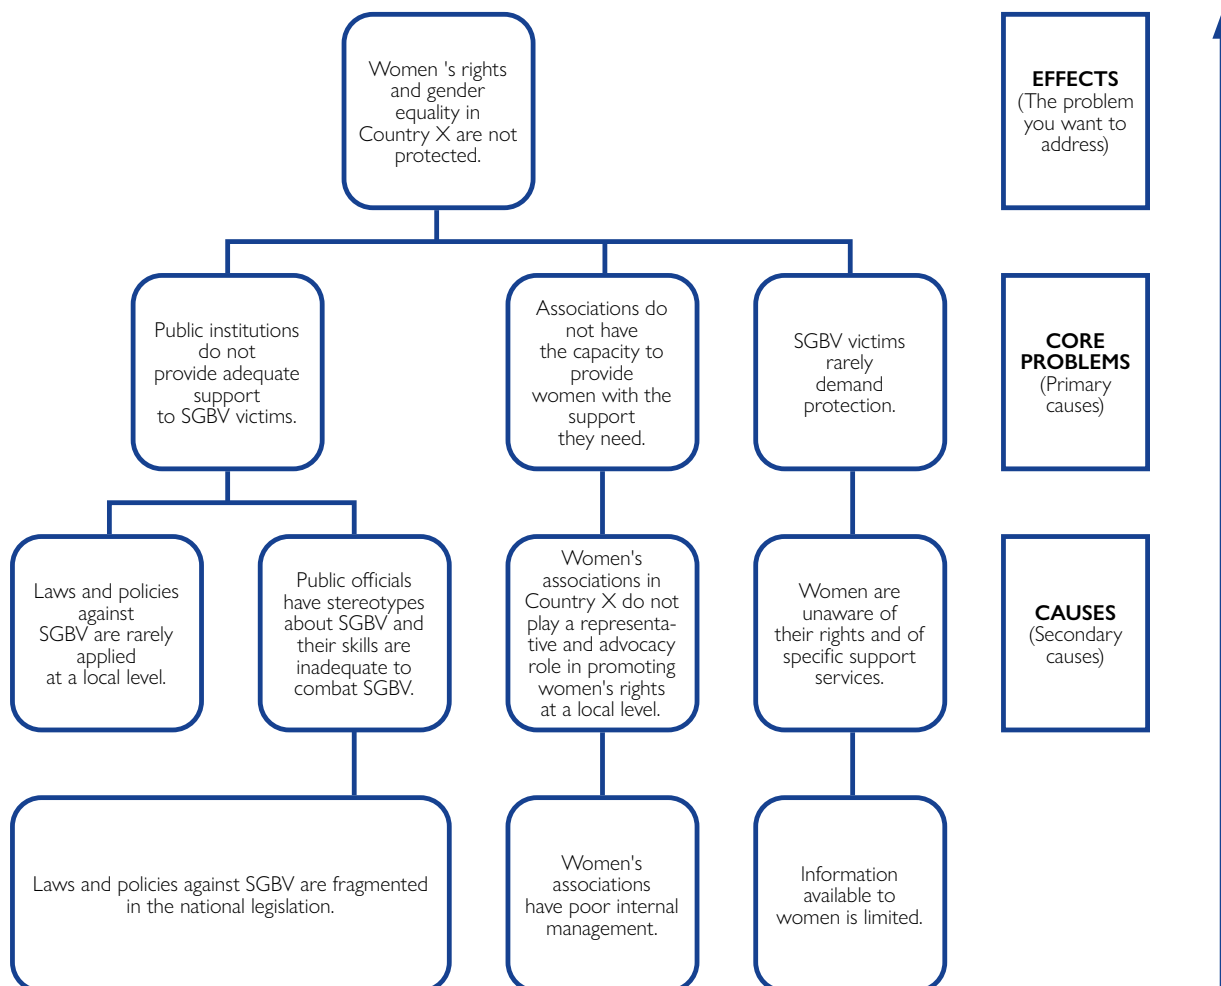 Women 's rights
and gender
equality in
Country X are not
protected.
EFFECTS
(The problem
you want to
address)
Public institutions
do not
provide adequate
support
to SGBV victims.
Associations do
not have
the capacity to
provide
women with the
support
they need.
SGBV victims
rarely
demand
protection.
CORE
PROBLEMS
(Primary
causes)
Laws and policies
against
SGBV are rarely
applied
at a local level.
Public officials
have stereotypes
about SGBV and
their skills are
inadequate to
combat SGBV.
Women's
associations in
Country X do not
play a representa-
tive and advocacy
role in promoting
women's rights
at a local level.
Women are
unaware of
their rights and of
specific support
services.
CAUSES
(Secondary
causes)
Laws and policies against SGBV are fragmented
in the national legislation.
Women's
associations
have poor internal
management.
Information
available to
women is limited.